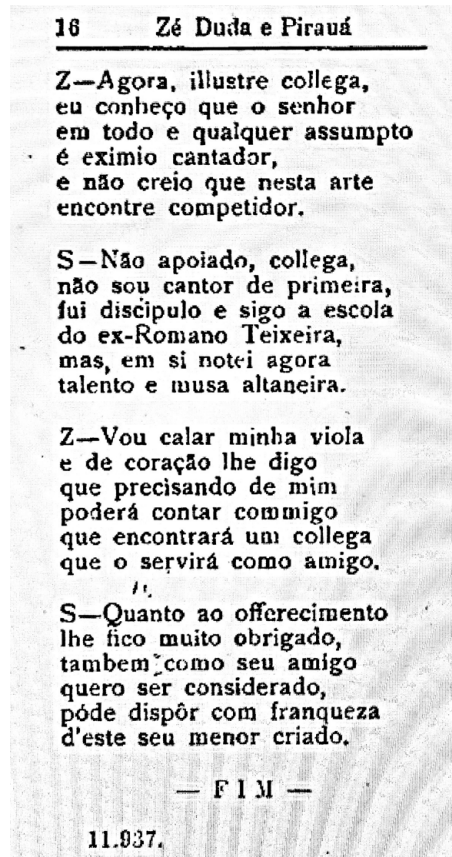 16 Zé Duda e Pirauá
Z—Agora, illustre collega,
eu conheço que o senhor
em todo e qualquer assumpto
é eximio cantador,
e não creio que nesta arte
encontre competidor.
S—Não apoiado, collega,
não sou cantor de primeira,
fui discipulo e sigo a escola
do ex-Romano Teixeira,
mas, em si notei agora
talento e musa altaneira.
Z—Vou calar minha viola
e de coração lhe digo
que precisando de mim
poderá contar commigo
que encontrará um collega
que o servirá como amigo.
S—Quanto ao offerecimento
lhe fico muito obrigado,
tambem como seu amigo
quero ser considerado,
póde dispôr com franqueza
d'este seu menor criado.
— FIM —
11.937.